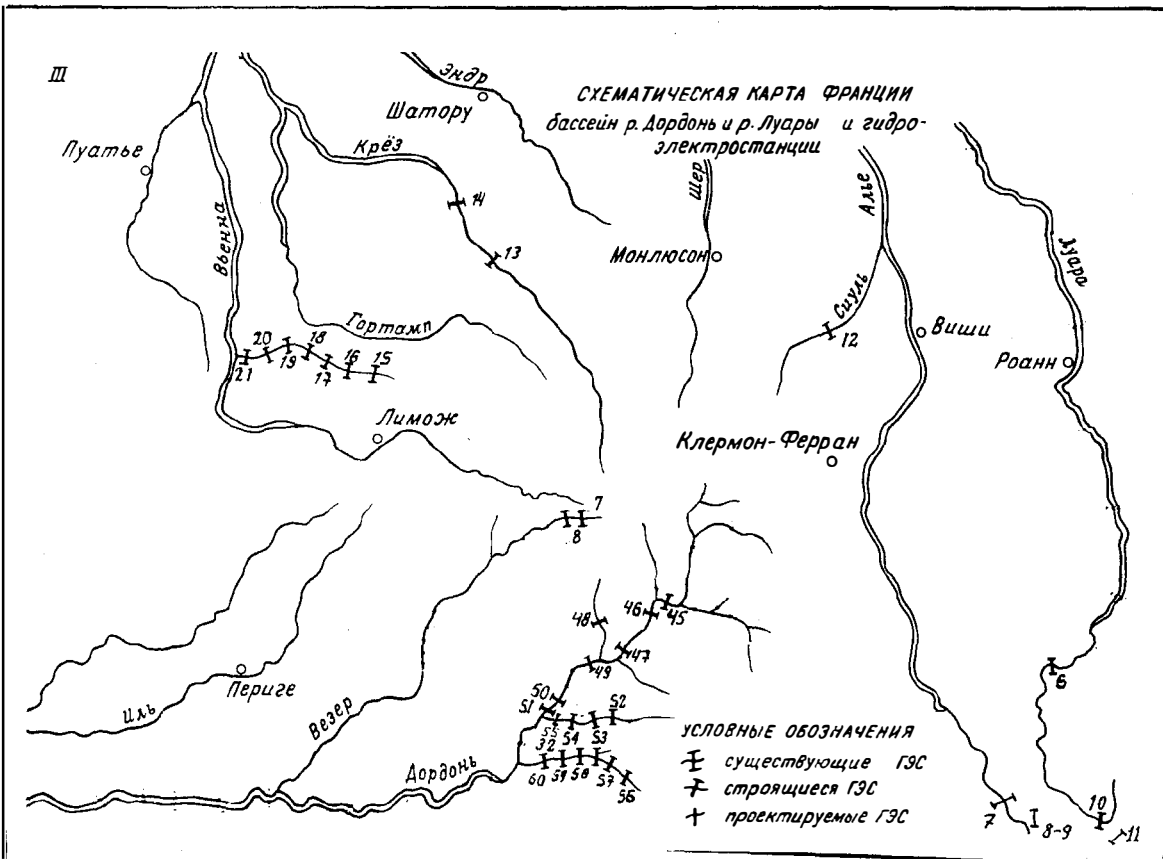 III
СХЕМАТИЧЕСКАЯ КАРТА ФРАНЦИИ
бассейн р. Дордонь и р. Луары и гидро-
электростанции
Эндр
Шатору
Пуатье
Крёз
Вьенна
14
13
Шер
Монлюсон
Алье
Сиуль
12
Виши
Луара
Роанн
Гортамп
21
20
19
18
17
16
15
Лимож
Клермон-Ферран
7
8
48
46
45
47
49
50
51
55
54
53
52
32
60
59
58
57
56
Периге
Иль
Везер
Дордонь
6
7
8-9
10
11
УСЛОВНЫЕ ОБОЗНАЧЕНИЯ
существующие ГЭС
строящиеся ГЭС
проектируемые ГЭС